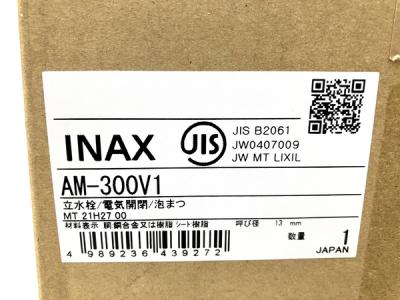 INAX
JIS
JIS B2061
JW0407009
JW MT LIXIL
AM-300V1
立水栓/電気開閉/泡まつ
MT 21H27 00
材料表示 胴:銅合金又は樹脂 シート:樹脂 呼び径 13 mm
数量 1
4 989236 439272
JAPAN